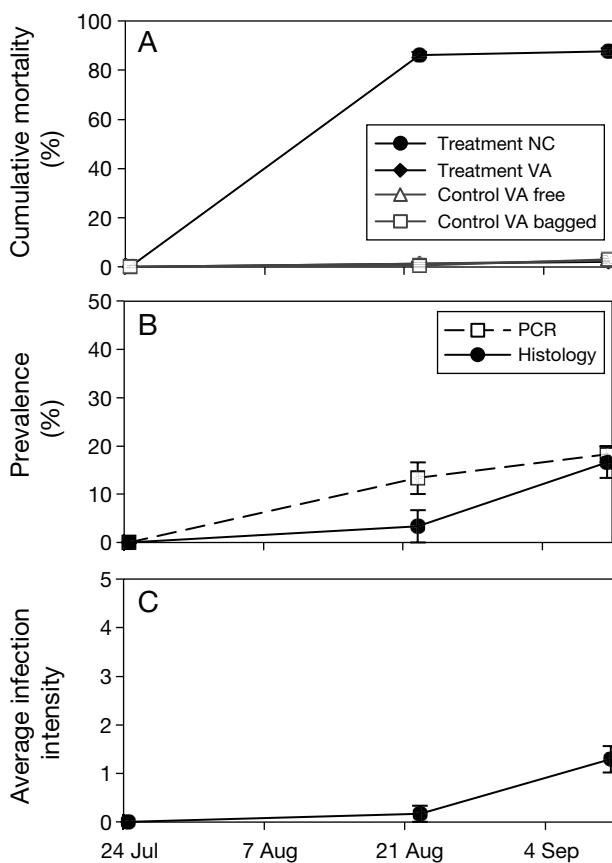 A
Cumulative mortality
(%)
100
80
60
40
20
0
Treatment NC
Treatment VA
Control VA free
Control VA bagged
B
Prevalence
(%)
50
40
30
20
10
0
PCR
Histology
C
Average infection
intensity
5
4
3
2
1
0
24 Jul
7 Aug
21 Aug
4 Sep